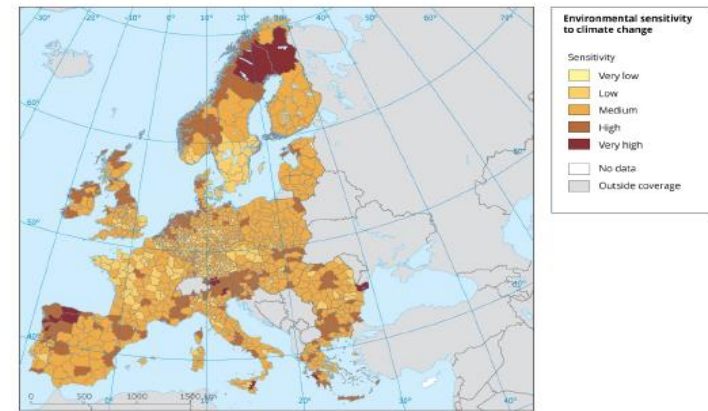 -30° -20° -10° 0° 10° 20° 30° 40° 50° 60° 70°
Environmental sensitivity
to climate change
Sensitivity
Very low
Low
Medium
High
Very high
No data
Outside coverage
60°
50°
50°
40°
0 500 1000 1500 km
0° 10° 20° 30° 40°